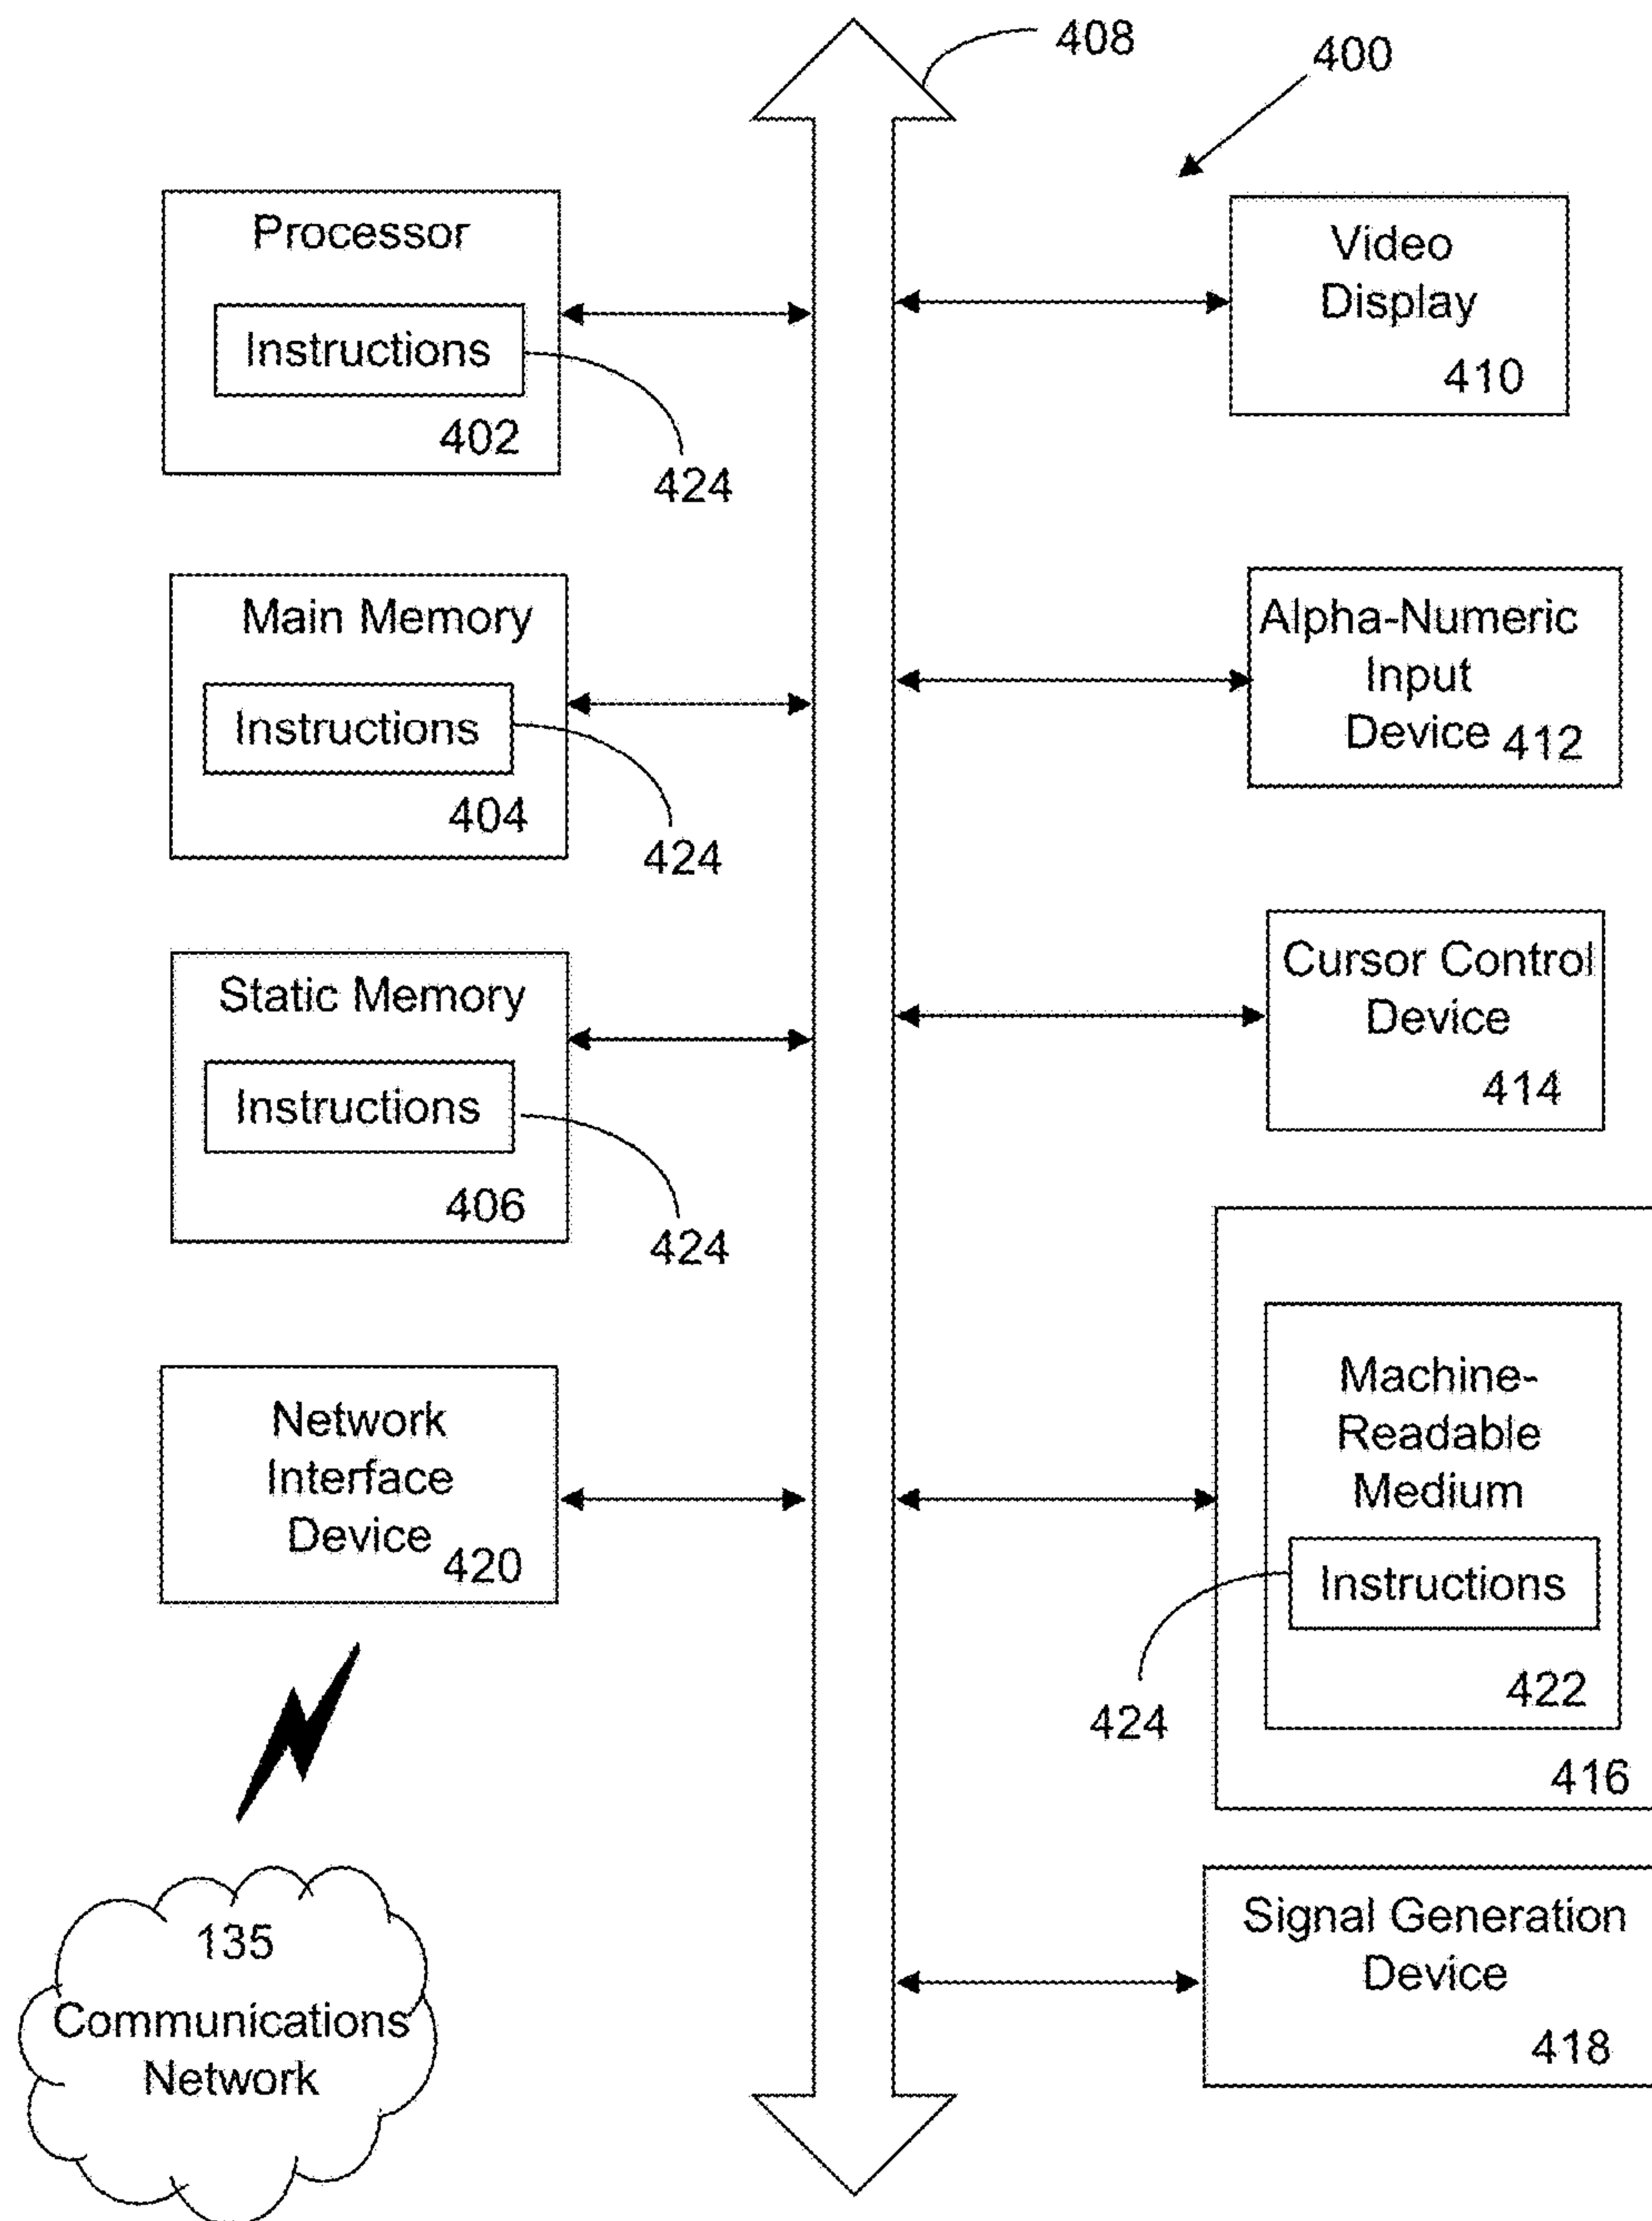 408
400
Processor
Instructions
402
424
Video
Display
410
Main Memory
Instructions
404
424
Alpha-Numeric
Input
Device 412
Static Memory
Instructions
406
424
Cursor Control
Device
414
Network
Interface
Device 420
Machine-
Readable
Medium
Instructions
422
424
416
135
Communications
Network
Signal Generation
Device
418